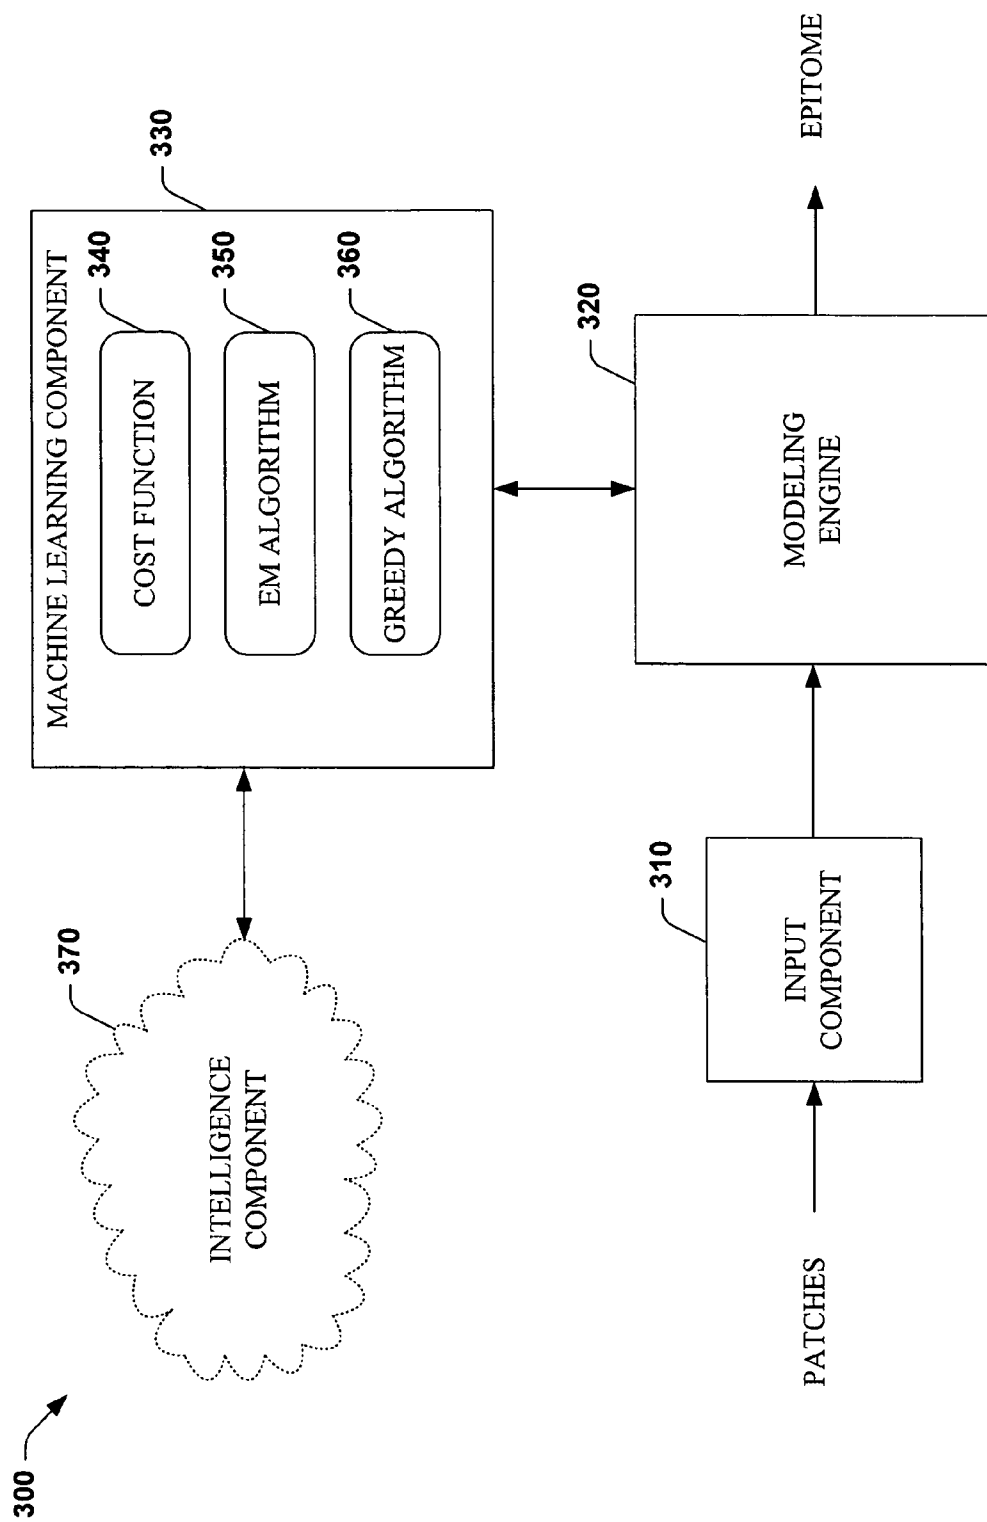 300
370
INTELLIGENCE
COMPONENT
330
MACHINE LEARNING COMPONENT
340
COST FUNCTION
350
EM ALGORITHM
360
GREEDY ALGORITHM
PATCHES
310
INPUT
COMPONENT
320
MODELING
ENGINE
EPITOME